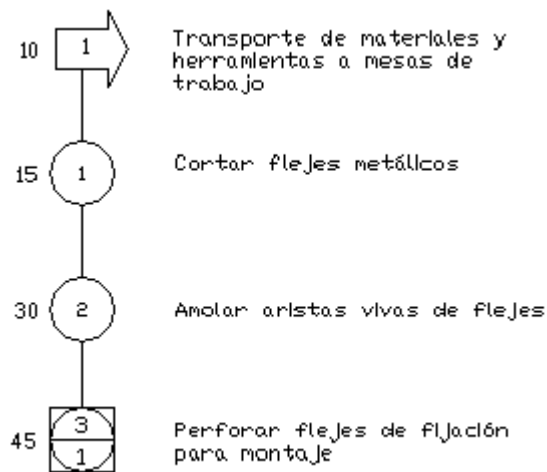 10
1
Transporte de materiales y
herramientas a mesas de
trabajo
15
1
Cortar flejes metálicos
30
2
Amolar aristas vivas de flejes
45
3
1
Perforar flejes de fijación
para montaje